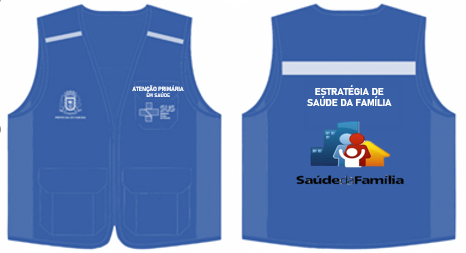 ATENÇÃO PRIMÁRIA
EM SAÚDE
SUS
ESTRATÉGIA DE
SAÚDE DA FAMÍLIA
Saúde da Família